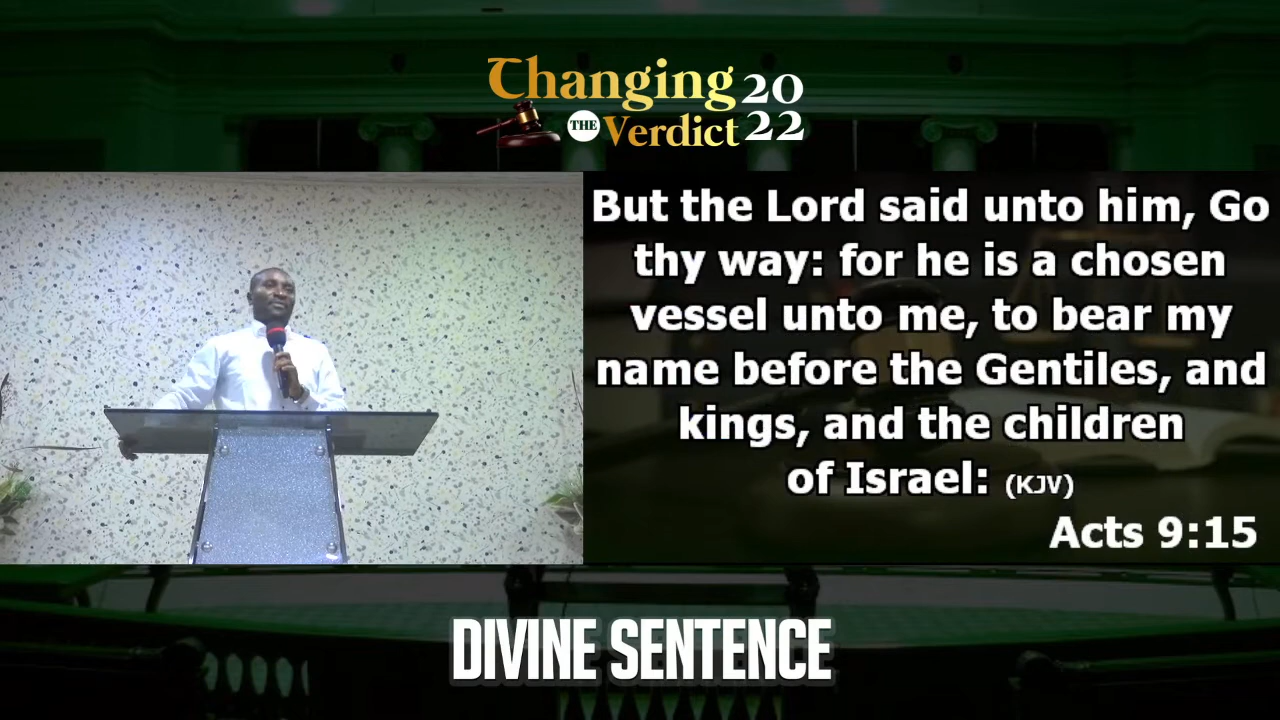 Changing 20
THE Verdict 22
But the Lord said unto him, Go
thy way: for he is a chosen
vessel unto me, to bear my
name before the Gentiles, and
kings, and the children
of Israel: (KJV)
Acts 9:15
DIVINE SENTENCE